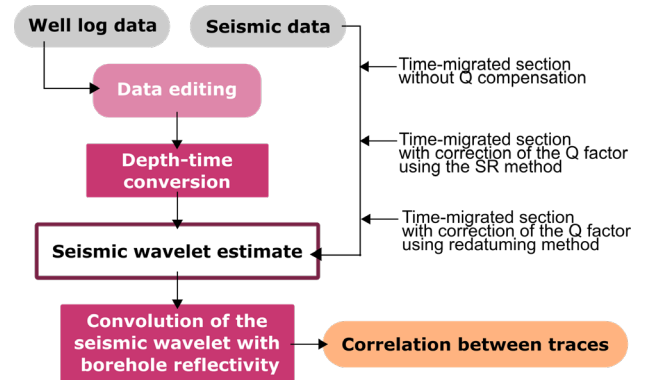 Well log data
Seismic data
Time-migrated section
without Q compensation
Data editing
Time-migrated section
with correction of the Q factor
using the SR method
Depth-time
conversion
Time-migrated section
with correction of the Q factor
using redatuming method
Seismic wavelet estimate
Convolution of the
seismic wavelet with
borehole reflectivity
Correlation between traces